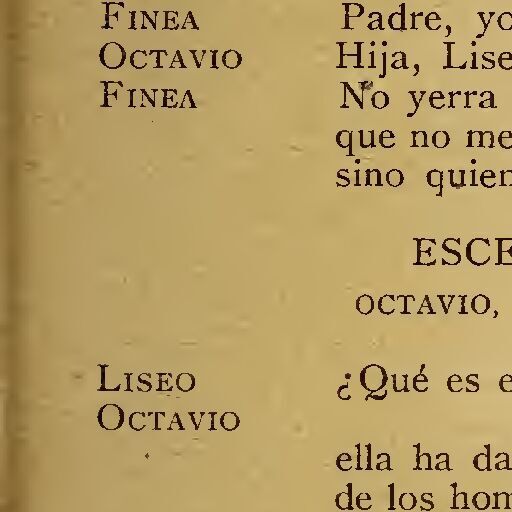 FINEA Padre, yo
OCTAVIO Hija, Lise
FINEA No yerra
que no me
sino quien
ESCE
OCTAVIO,
LISEO ¿Qué es e
OCTAVIO
ella ha da
de los hom